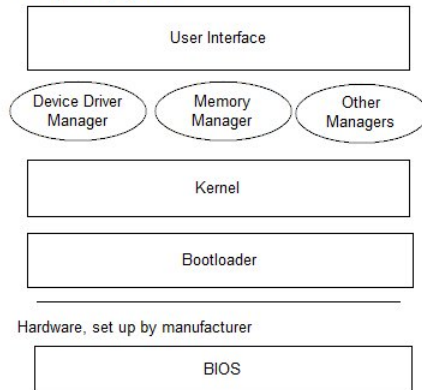 User Interface
Device Driver
Manager
Memory
Manager
Other
Managers
Kernel
Bootloader
Hardware, set up by manufacturer
BIOS